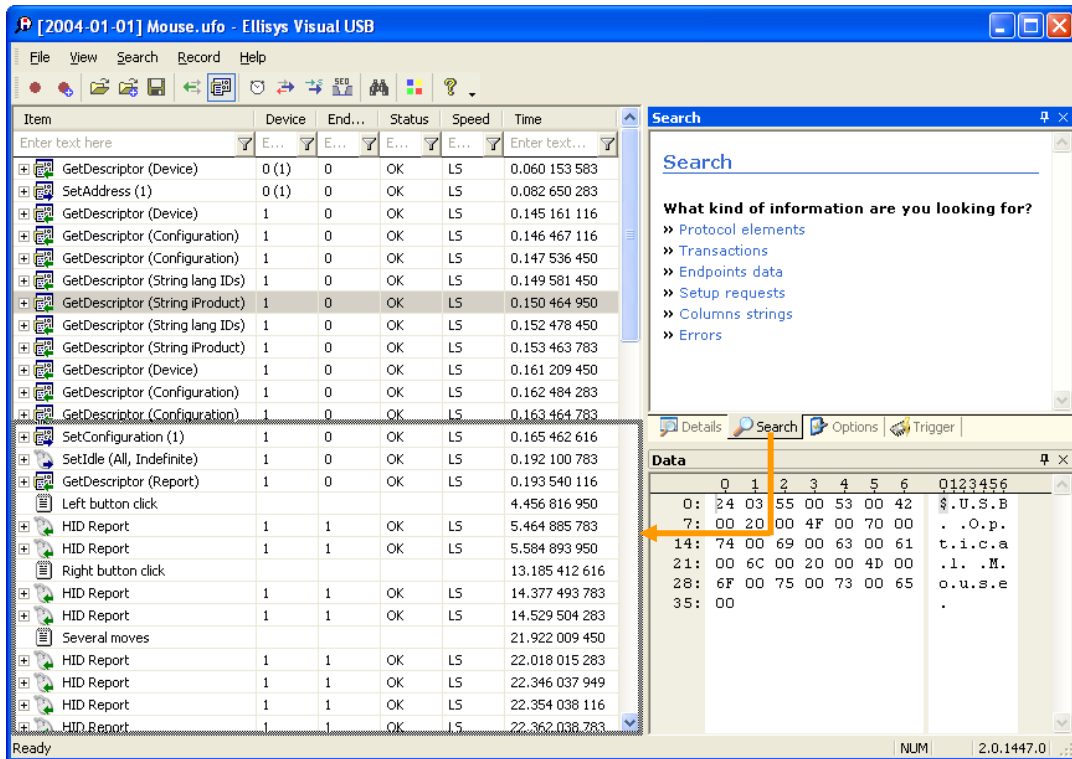 [2004-01-01] Mouse.ufo - Ellisys Visual USB
File View Search Record Help
SEQ
Item Device End... Status Speed Time
Enter text here E... E... E... E... Enter text...
GetDescriptor (Device) 0 (1) 0 OK LS 0.060 153 583
SetAddress (1) 0 (1) 0 OK LS 0.082 650 283
GetDescriptor (Device) 1 0 OK LS 0.145 161 116
GetDescriptor (Configuration) 1 0 OK LS 0.146 467 116
GetDescriptor (Configuration) 1 0 OK LS 0.147 536 450
GetDescriptor (String lang IDs) 1 0 OK LS 0.149 581 450
GetDescriptor (String iProduct) 1 0 OK LS 0.150 464 950
GetDescriptor (String lang IDs) 1 0 OK LS 0.152 478 450
GetDescriptor (String iProduct) 1 0 OK LS 0.153 463 783
GetDescriptor (Device) 1 0 OK LS 0.161 209 450
GetDescriptor (Configuration) 1 0 OK LS 0.162 484 283
GetDescriptor (Configuration) 1 0 OK LS 0.163 464 783
SetConfiguration (1) 1 0 OK LS 0.165 462 616
SetIdle (All, Indefinite) 1 0 OK LS 0.192 100 783
GetDescriptor (Report) 1 0 OK LS 0.193 540 116
Left button click 4.456 816 950
HID Report 1 1 OK LS 5.464 885 783
HID Report 1 1 OK LS 5.584 893 950
Right button click 13.185 412 616
HID Report 1 1 OK LS 14.377 493 783
HID Report 1 1 OK LS 14.529 504 283
Several moves 21.922 009 450
HID Report 1 1 OK LS 22.018 015 283
HID Report 1 1 OK LS 22.346 037 949
HID Report 1 1 OK LS 22.354 038 116
HID Report 1 1 OK LS 22.362 038 783
Search
Search
What kind of information are you looking for?
» Protocol elements
» Transactions
» Endpoints data
» Setup requests
» Columns strings
» Errors
Details Search Options Trigger
Data
0 1 2 3 4 5 6 0123456
0: 24 03 55 00 53 00 42 $.U.S.B
7: 00 20 00 4F 00 70 00 . .O.p.
14: 74 00 69 00 63 00 61 t.i.c.a
21: 00 6C 00 20 00 4D 00 .l. .M.
28: 6F 00 75 00 73 00 65 o.u.s.e
35: 00 .
Ready NUM 2.0.1447.0